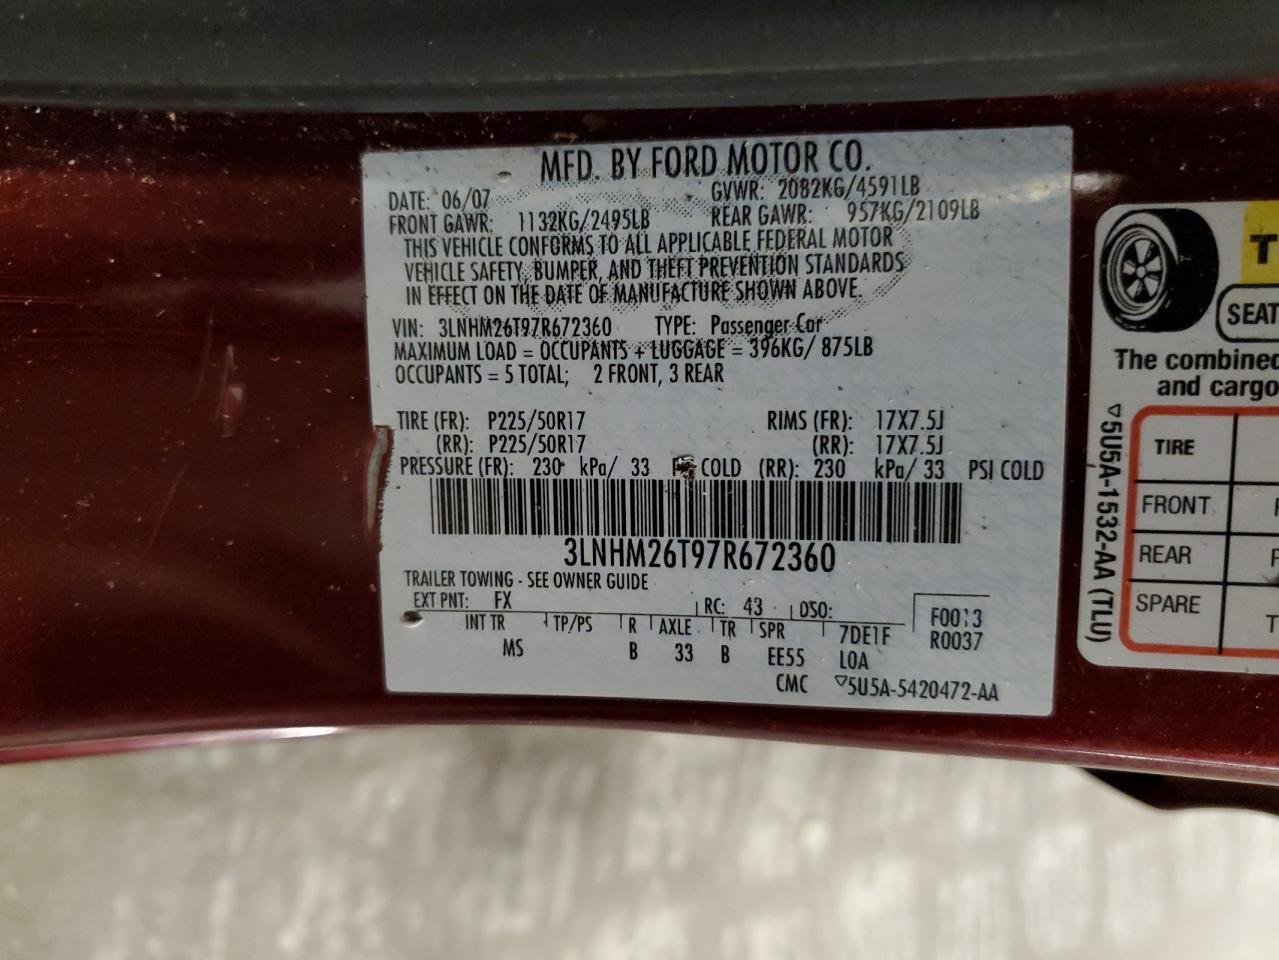 MFD. BY FORD MOTOR CO.
DATE: 06/07 GVWR: 2082KG/4591LB
FRONT GAWR: 1132KG/2495LB REAR GAWR: 957KG/2109LB
THIS VEHICLE CONFORMS TO ALL APPLICABLE FEDERAL MOTOR
VEHICLE SAFETY, BUMPER, AND THEFT PREVENTION STANDARDS
IN EFFECT ON THE DATE OF MANUFACTURE SHOWN ABOVE.
VIN: 3LNHM26T97R672360 TYPE: Passenger Car
MAXIMUM LOAD = OCCUPANTS + LUGGAGE = 396KG/ 875LB
OCCUPANTS = 5 TOTAL; 2 FRONT, 3 REAR
TIRE (FR): P225/50R17 RIMS (FR): 17X7.5J
(RR): P225/50R17 (RR): 17X7.5J
PRESSURE (FR): 230 kPa/ 33 COLD (RR): 230 kPa/ 33 PSI COLD
3LNHM26T97R672360
TRAILER TOWING - SEE OWNER GUIDE
EXT PNT: FX RC: 43 DSO:
INT TR TP/PS R AXLE TR SPR 7DE1F F0013
MS B 33 B EE55 L0A R0037
CMC ▽5U5A-5420472-AA
T
SEAT
The combined
and cargo
TIRE
FRONT
REAR
SPARE T
▽5U5A-1532-AA (TLU)